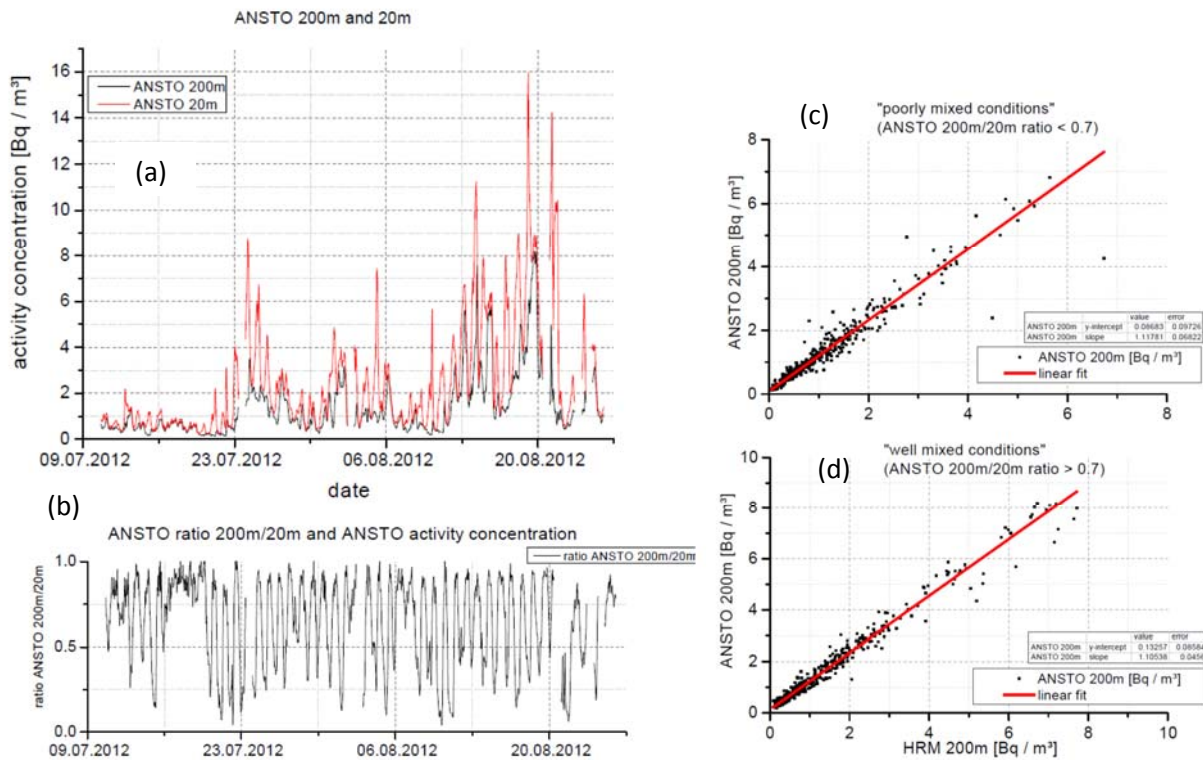 ANSTO 200m and 20m
activity concentration [Bq / m³]
16
14
12
10
8
6
4
2
0
ANSTO 200m
ANSTO 20m
(a)
09.07.2012 23.07.2012 06.08.2012 20.08.2012
date
(b)
ANSTO ratio 200m/20m and ANSTO activity concentration
ratio ANSTO 200m/20m
ratio ANSTO 200m/20m
1.0
0.5
0.0
09.07.2012 23.07.2012 06.08.2012 20.08.2012
(c)
"poorly mixed conditions"
(ANSTO 200m/20m ratio < 0.7)
ANSTO 200m [Bq / m³]
8
6
4
2
0
value error
ANSTO 200m y-intercept 0.08683 0.09726
ANSTO 200m slope 1.11781 0.06822
ANSTO 200m [Bq / m³]
linear fit
0 2 4 6 8
(d)
"well mixed conditions"
(ANSTO 200m/20m ratio > 0.7)
ANSTO 200m [Bq / m³]
10
8
6
4
2
0
value error
ANSTO 200m y-intercept 0.13257 0.08584
ANSTO 200m slope 1.10536 0.0456
ANSTO 200m [Bq / m³]
linear fit
0 2 4 6 8 10
HRM 200m [Bq / m³]